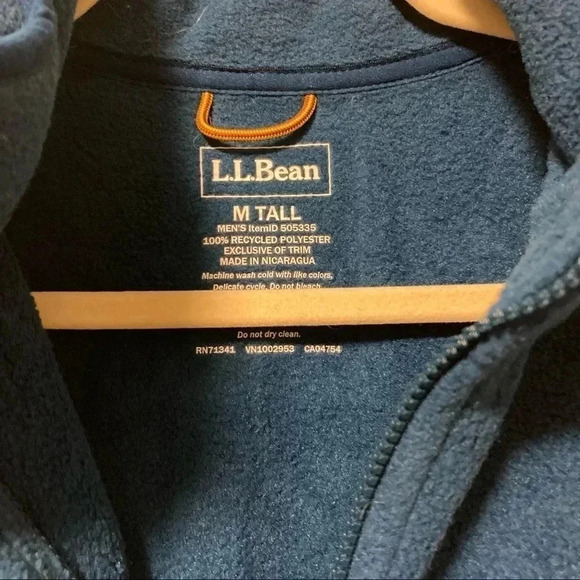 L.L.Bean
M TALL
MEN'S ItemID 505335
100% RECYCLED POLYESTER
EXCLUSIVE OF TRIM
MADE IN NICARAGUA
Machine wash cold with like colors.
Delicate cycle. Do not bleach.
Do not dry clean.
RN71341 VN1002953 CA04754